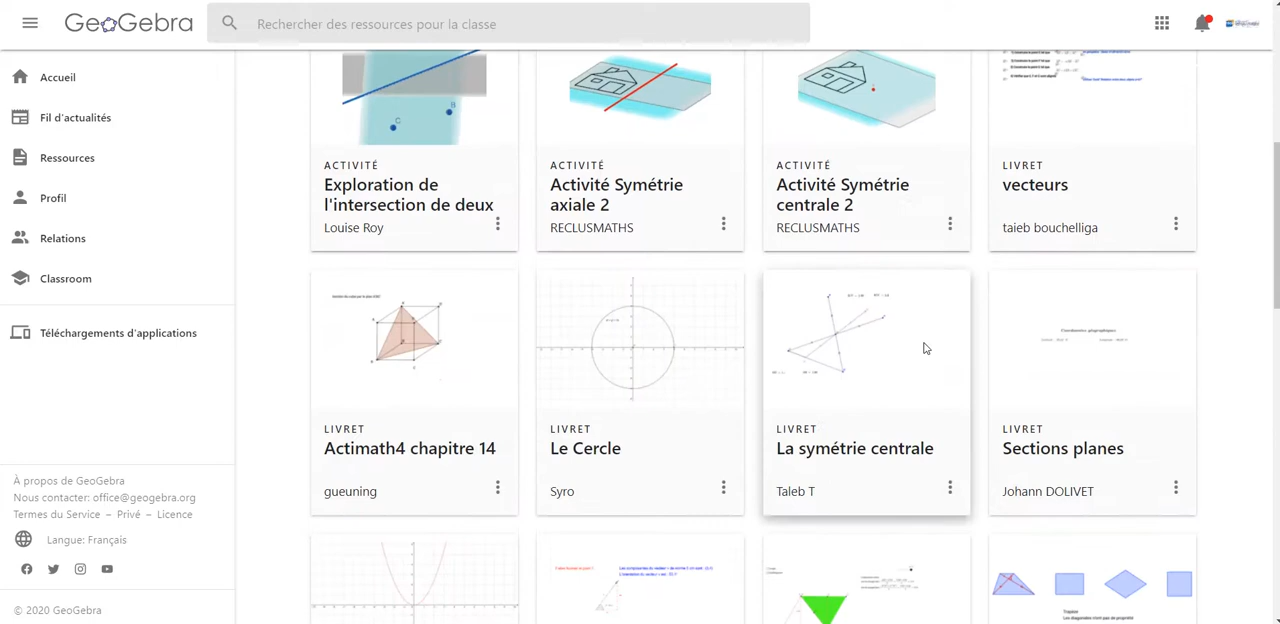 GeoGebra
Rechercher des ressources pour la classe
Accueil
Fil d'actualités
Ressources
Profil
Relations
Classroom
Téléchargements d'applications
À propos de GeoGebra
Nous contacter: office@geogebra.org
Termes du Service – Privé – Licence
Langue: Français
© 2020 GeoGebra
C
B
ACTIVITÉ
Exploration de
l'intersection de deux
Louise Roy
ACTIVITÉ
Activité Symétrie
axiale 2
RECLUSMATHS
ACTIVITÉ
Activité Symétrie
centrale 2
RECLUSMATHS
LIVRET
vecteurs
taieb bouchelliga
LIVRET
Actimath4 chapitre 14
gueuning
LIVRET
Le Cercle
Syro
LIVRET
La symétrie centrale
Taleb T
Coordonnées géographiques
LIVRET
Sections planes
Johann DOLIVET